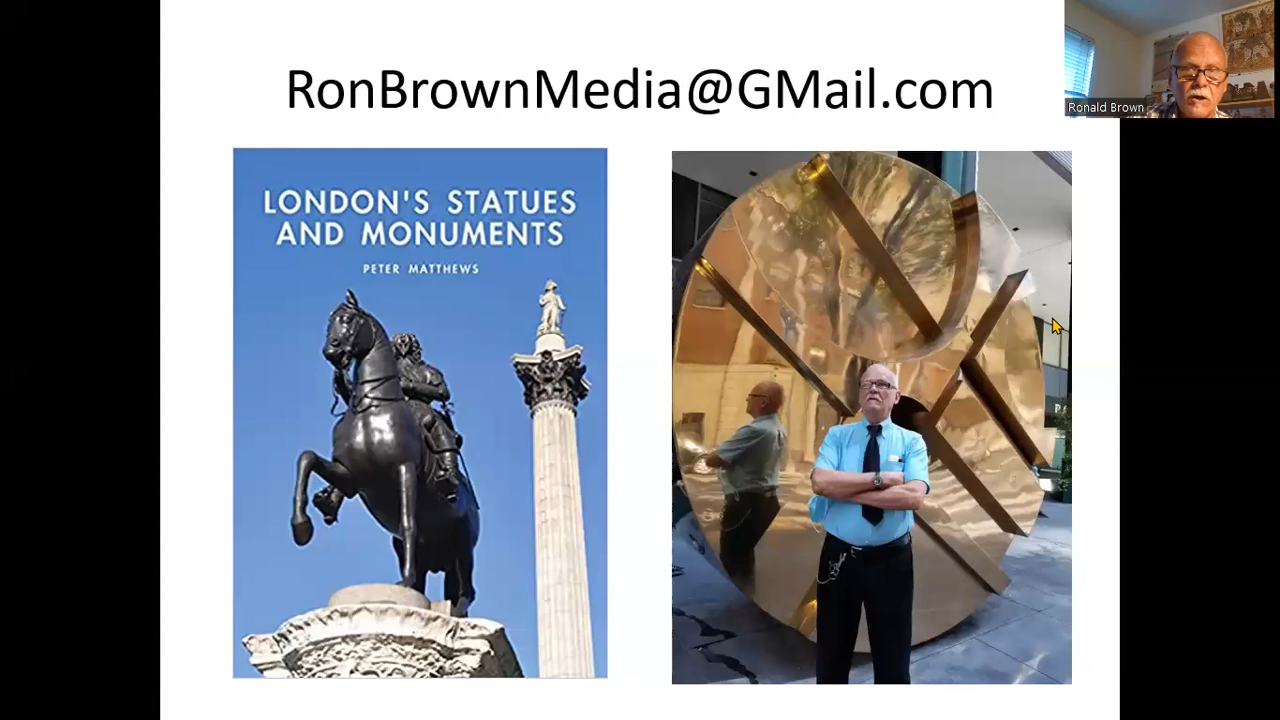 RonBrownMedia@GMail.com
Ronald Brown
LONDON'S STATUES
AND MONUMENTS
PETER MATTHEWS